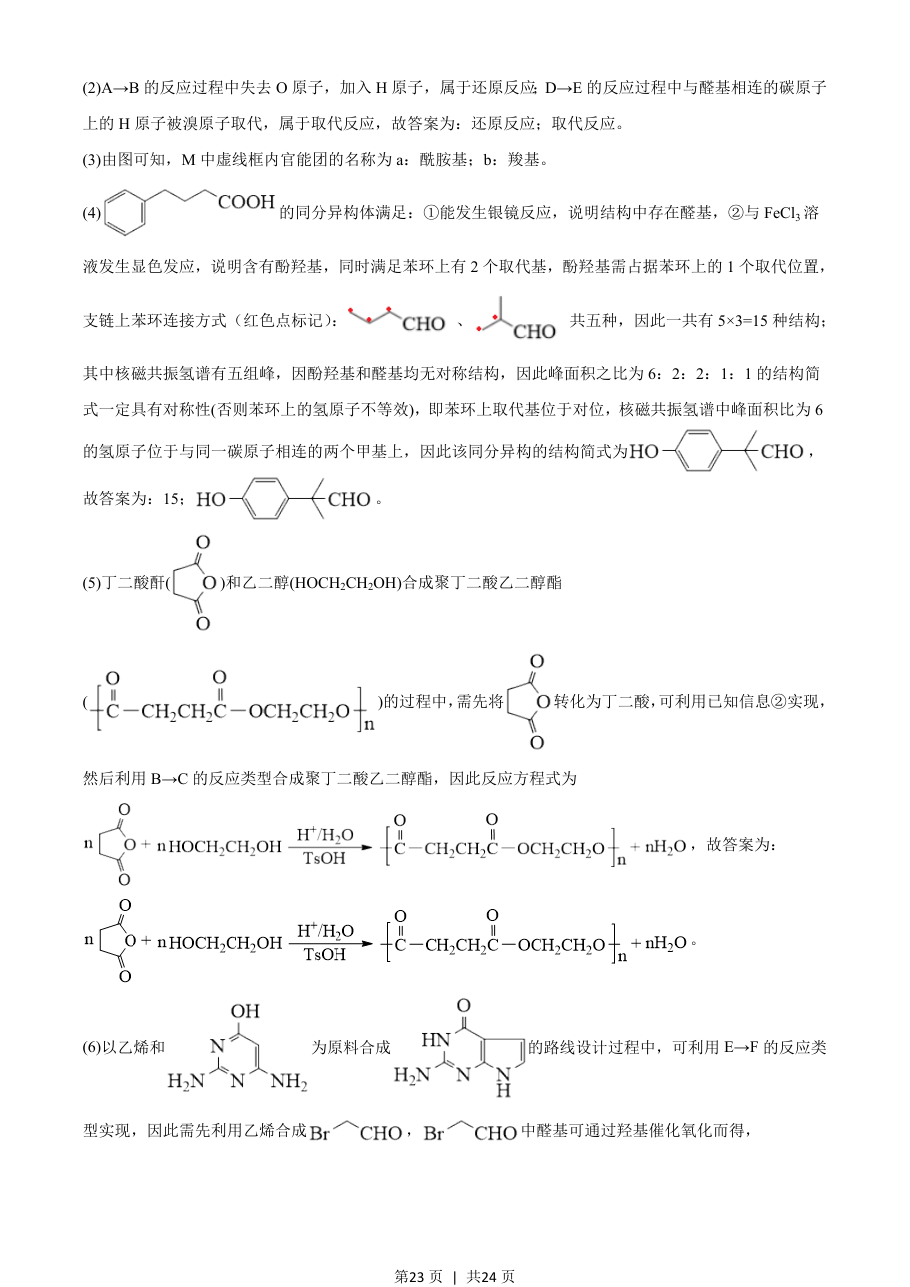 (2)A→B 的反应过程中失去 O 原子，加入 H 原子，属于还原反应；D→E 的反应过程中与醛基相连的碳原子
上的 H 原子被溴原子取代，属于取代反应，故答案为：还原反应；取代反应。
(3)由图可知，M 中虚线框内官能团的名称为 a：酰胺基；b：羧基。
(4) COOH 的同分异构体满足：①能发生银镜反应，说明结构中存在醛基，②与 FeCl₃ 溶
液发生显色发应，说明含有酚羟基，同时满足苯环上有 2 个取代基，酚羟基需占据苯环上的 1 个取代位置，
支链上苯环连接方式（红色点标记）： CHO 、 CHO 共五种，因此一共有 5×3=15 种结构；
其中核磁共振氢谱有五组峰，因酚羟基和醛基均无对称结构，因此峰面积之比为 6：2：2：1：1 的结构简
式一定具有对称性(否则苯环上的氢原子不等效)，即苯环上取代基位于对位，核磁共振氢谱中峰面积比为 6
的氢原子位于与同一碳原子相连的两个甲基上，因此该同分异构的结构简式为 HO CHO ，
故答案为：15； HO CHO 。
(5)丁二酸酐( O O O )和乙二醇(HOCH₂CH₂OH)合成聚丁二酸乙二醇酯
( [ C(=O) — CH₂CH₂C(=O) — OCH₂CH₂O ]n )的过程中，需先将 O O O 转化为丁二酸，可利用已知信息②实现，
然后利用 B→C 的反应类型合成聚丁二酸乙二醇酯，因此反应方程式为
n O O O + n HOCH₂CH₂OH H⁺/H₂O TsOH → [ C(=O) — CH₂CH₂C(=O) — OCH₂CH₂O ]n + nH₂O ，故答案为：
n O O O + n HOCH₂CH₂OH H⁺/H₂O TsOH → [ C(=O) — CH₂CH₂C(=O) — OCH₂CH₂O ]n + nH₂O 。
(6)以乙烯和 OH N H₂N N NH₂ 为原料合成 O HN H₂N N N H 的路线设计过程中，可利用 E→F 的反应类
型实现，因此需先利用乙烯合成 Br CHO ， Br CHO 中醛基可通过羟基催化氧化而得，
第23 页 | 共24 页